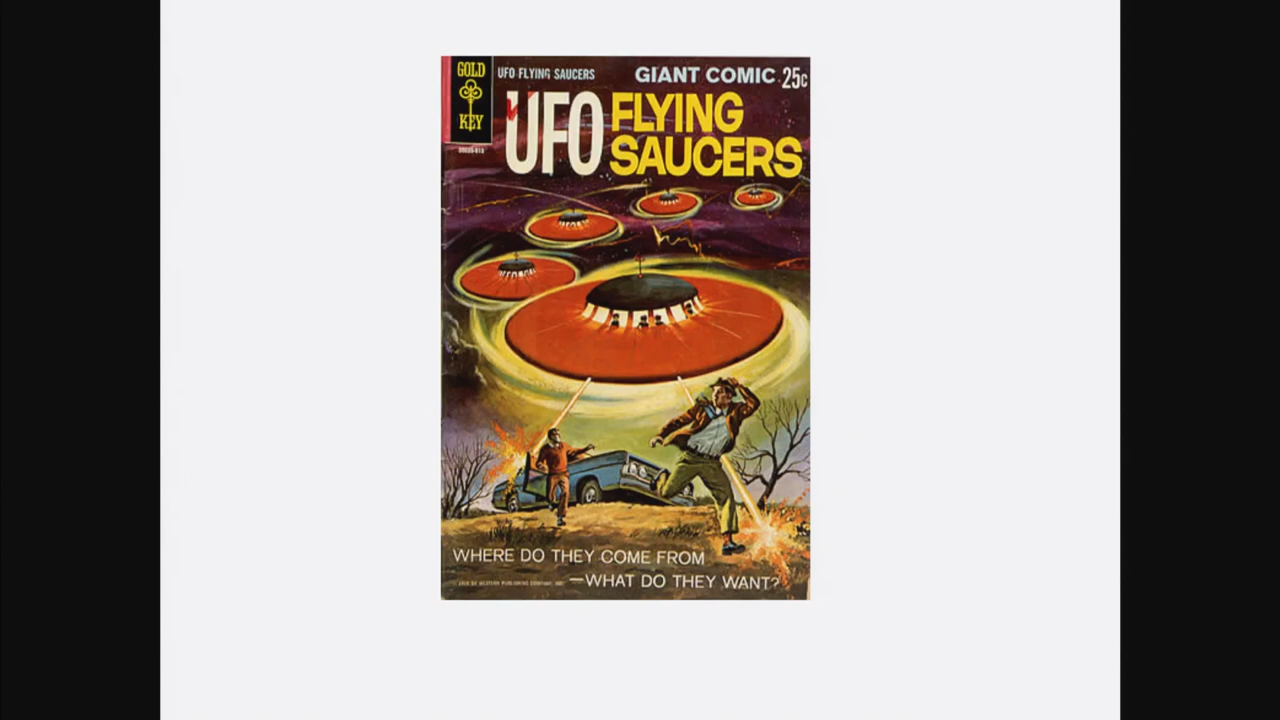 GOLD
KEY
UFO FLYING SAUCERS
GIANT COMIC 25c
UFO FLYING
SAUCERS
WHERE DO THEY COME FROM
—WHAT DO THEY WANT?